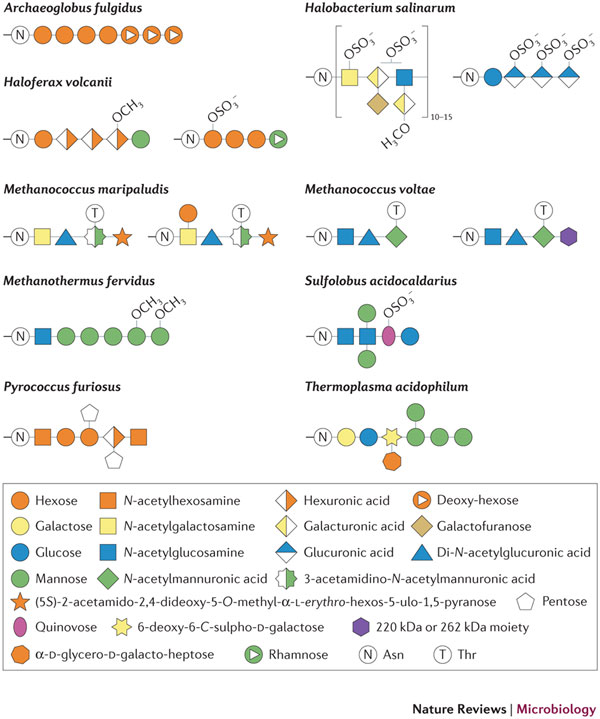 Archaeoglobus fulgidus
N
Halobacterium salinarum
OSO₃⁻ OSO₃⁻
N
H₃CO
10–15
OSO₃⁻ OSO₃⁻ OSO₃⁻
N
Haloferax volcanii
OCH₃
N
OSO₃⁻
N
Methanococcus maripaludis
T
N
T
N
Methanococcus voltae
T
N
T
N
Methanothermus fervidus
OCH₃ OCH₃
N
Sulfolobus acidocaldarius
OSO₃⁻
N
Pyrococcus furiosus
N
Thermoplasma acidophilum
N
Hexose N-acetylhexosamine Hexuronic acid Deoxy-hexose
Galactose N-acetylgalactosamine Galacturonic acid Galactofuranose
Glucose N-acetylglucosamine Glucuronic acid Di-N-acetylglucuronic acid
Mannose N-acetylmannuronic acid 3-acetamidino-N-acetylmannuronic acid
(5S)-2-acetamido-2,4-dideoxy-5-O-methyl-α-L-erythro-hexos-5-ulo-1,5-pyranose Pentose
Quinovose 6-deoxy-6-C-sulpho-D-galactose 220 kDa or 262 kDa moiety
α-D-glycero-D-galacto-heptose Rhamnose N Asn T Thr
Nature Reviews | Microbiology